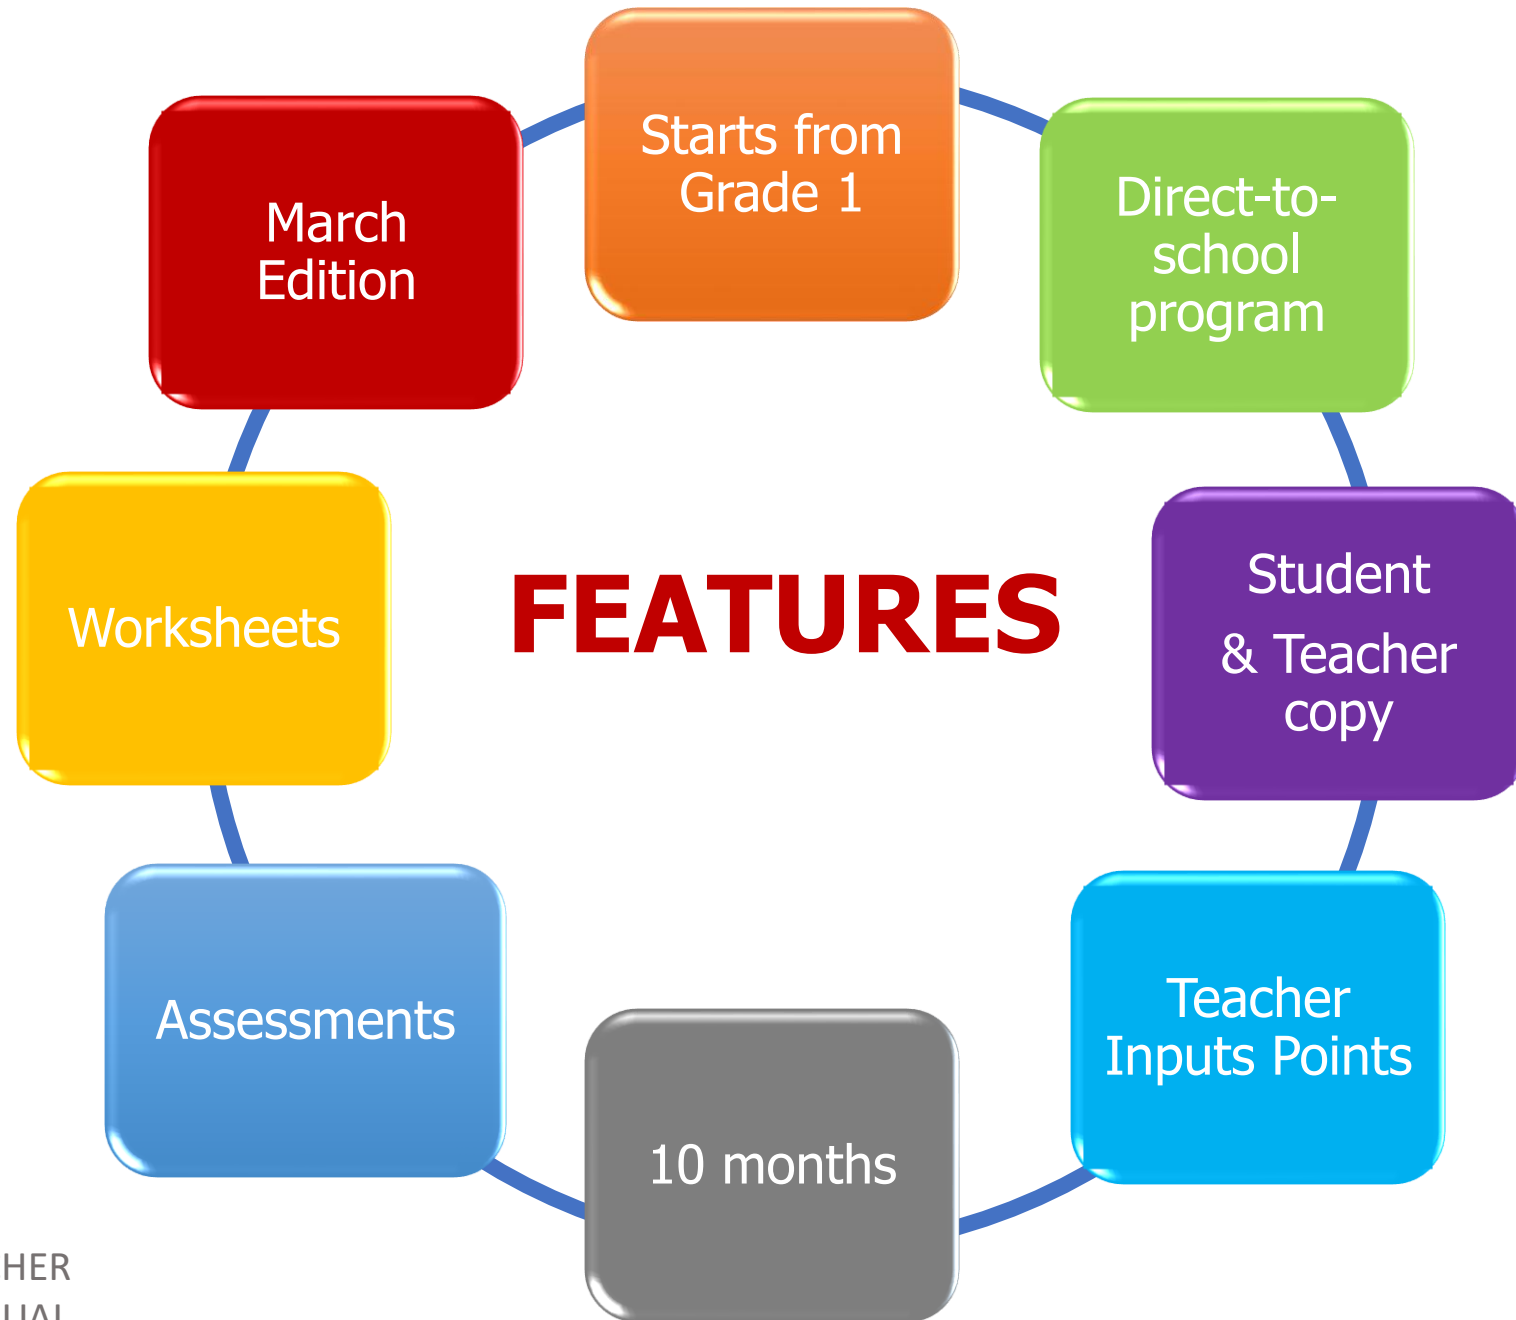 Starts from
Grade 1
Direct-to-
school
program
Student
& Teacher
copy
Teacher
Inputs Points
10 months
Assessments
Worksheets
March
Edition
FEATURES
HER